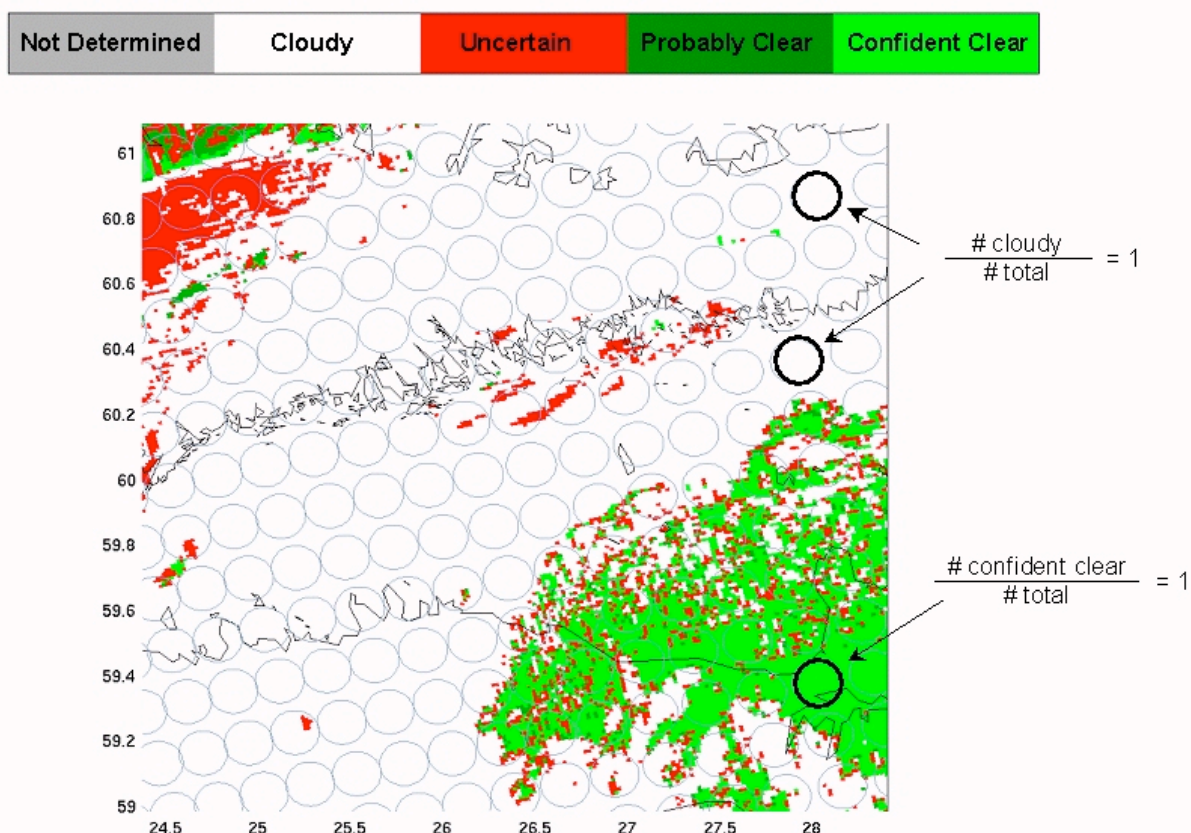 Not Determined Cloudy Uncertain Probably Clear Confident Clear
61
60.8
60.6
60.4
60.2
60
59.8
59.6
59.4
59.2
59
24.5 25 25.5 26 26.5 27 27.5 28
# cloudy
# total
= 1
# confident clear
# total
= 1